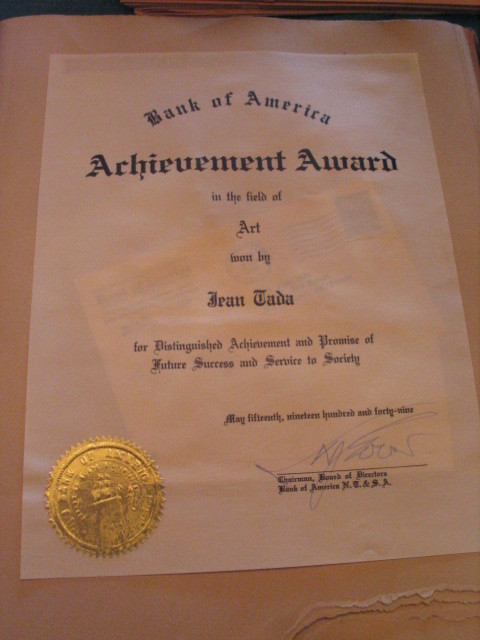 Bank of America
Achievement Award
in the field of
Art
won by
Jean Tada
for Distinguished Achievement and Promise of
Future Success and Service to Society
May fifteenth, nineteen hundred and forty-nine
Chairman, Board of Directors
Bank of America N.T. & S.A.